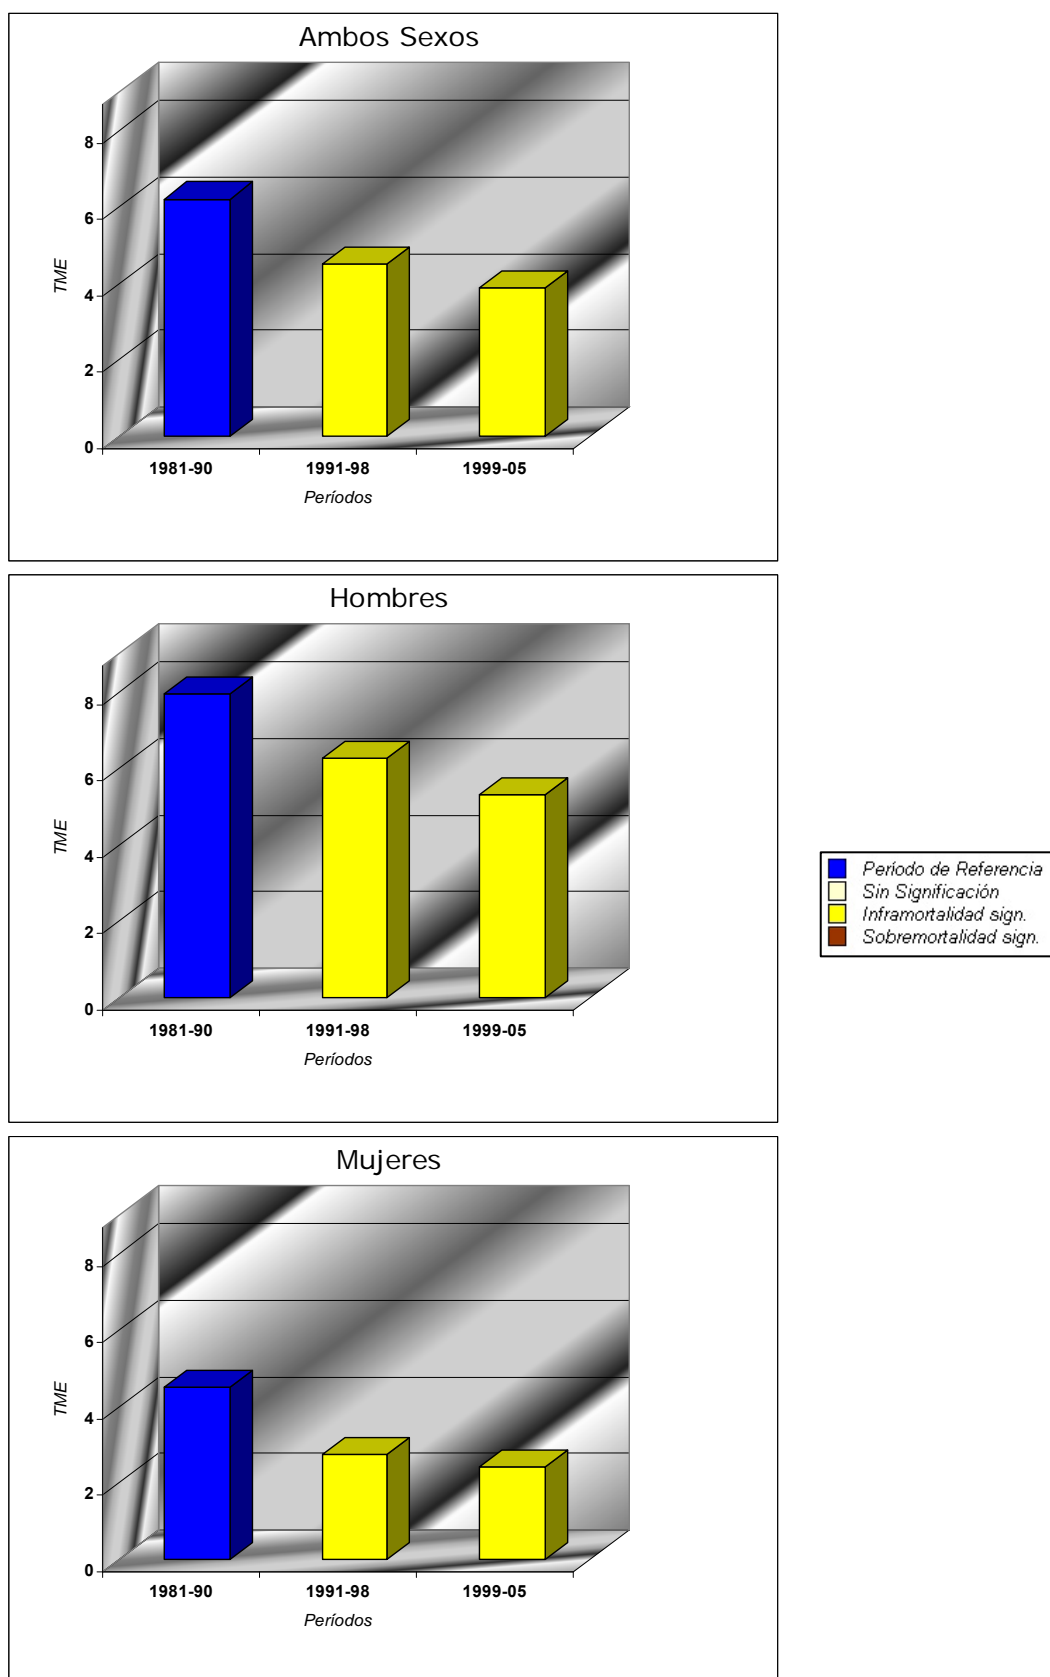 Ambos Sexos
8
6
4
2
0
TME
1981-90 1991-98 1999-05
Períodos
Hombres
8
6
4
2
0
TME
1981-90 1991-98 1999-05
Períodos
Período de Referencia
Sin Significación
Inframortalidad sign.
Sobremortalidad sign.
Mujeres
8
6
4
2
0
TME
1981-90 1991-98 1999-05
Períodos